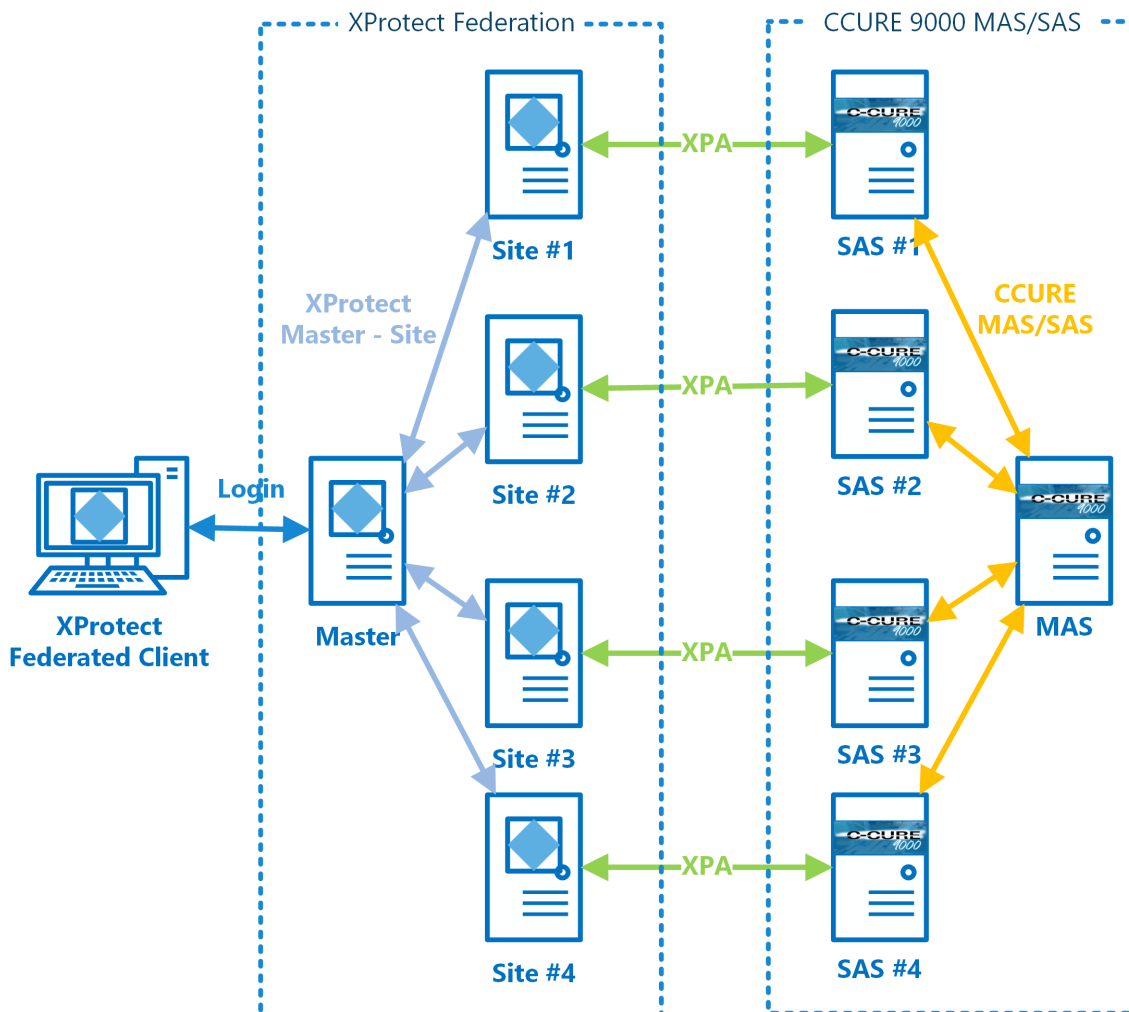 XProtect Federation
CCURE 9000 MAS/SAS
C-CURE
9000
XPA
Site #1
SAS #1
XProtect
Master - Site
CCURE
MAS/SAS
C-CURE
9000
XPA
Site #2
SAS #2
Login
C-CURE
9000
XProtect
Federated Client
Master
MAS
C-CURE
9000
XPA
Site #3
SAS #3
C-CURE
9000
XPA
Site #4
SAS #4